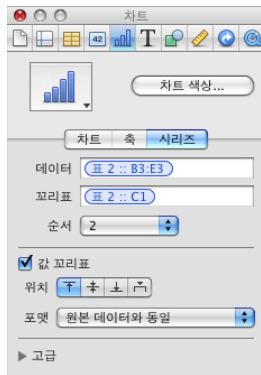 차트
42 T
차트 색상...
차트 축 시리즈
데이터 표 2 :: B3:E3
꼬리표 표 2 :: C1
순서 2
값 꼬리표
위치
포맷 원본 데이터와 동일
고급